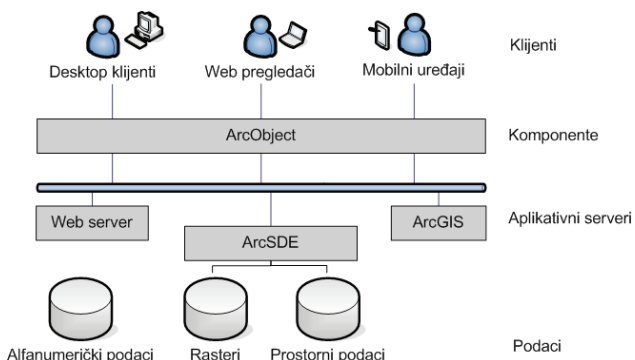 Klijenti
Desktop klijenti
Web pregledači
Mobilni uređaji
ArcObject
Komponente
Web server
ArcSDE
ArcGIS
Aplikativni serveri
Alfanumerički podaci
Rasteri
Prostorni podaci
Podaci